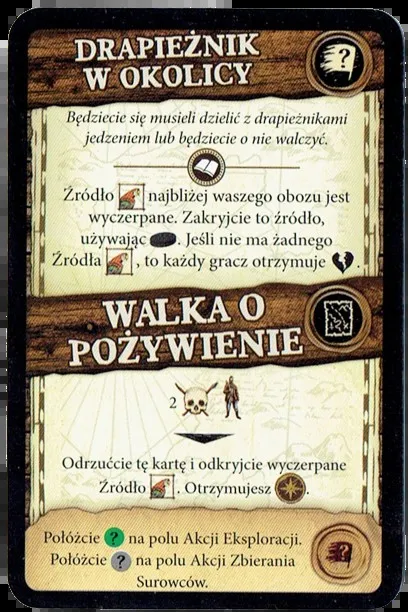 DRAPIEŻNIK
W OKOLICY
?
Będziecie się musieli dzielić z drapieżnikami
jedzeniem lub będziecie o nie walczyć.
Źródło najbliżej waszego obozu jest
wyczerpane. Zakryjcie to źródło,
używając . Jeśli nie ma żadnego
Źródła , to każdy gracz otrzymuje .
WALKA O
POŻYWIENIE
2
Odrzućcie tę kartę i odkryjcie wyczerpane
Źródło . Otrzymujesz .
Połóżcie ? na polu Akcji Eksploracji.
Połóżcie ? na polu Akcji Zbierania
Surowców.
?